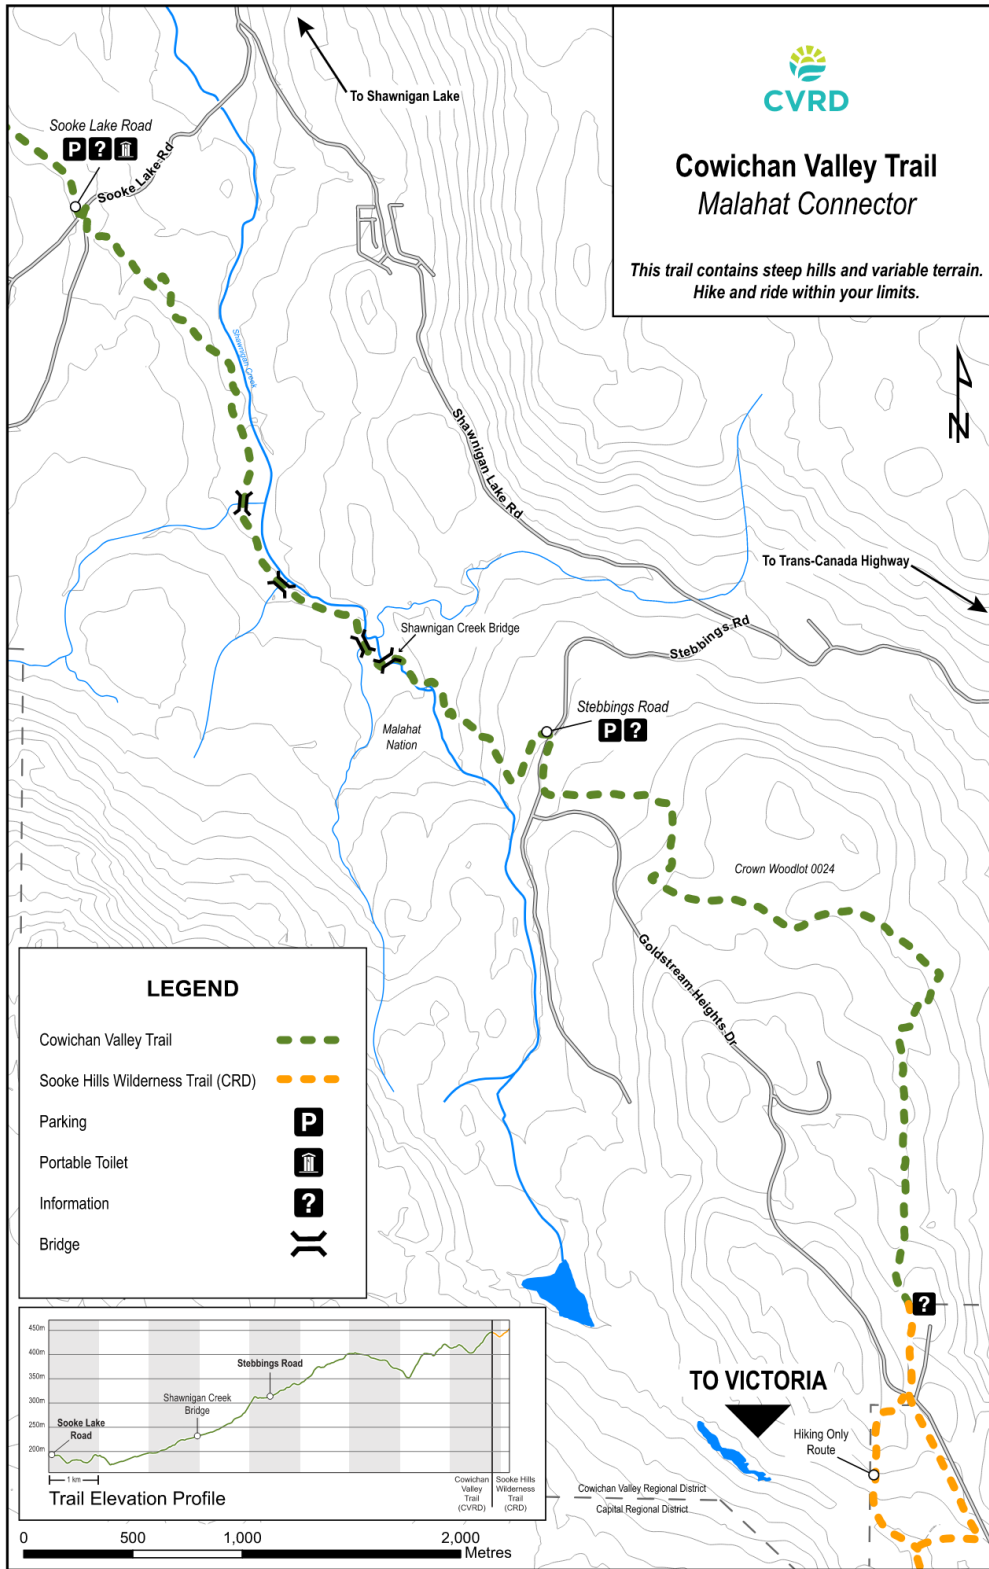 To Shawnigan Lake
CVRD
Cowichan Valley Trail
Malahat Connector
This trail contains steep hills and variable terrain.
Hike and ride within your limits.
Sooke Lake Road
P ?
Sooke Lake Rd
Shawnigan Creek
Shawnigan Lake Rd
N
To Trans-Canada Highway
Shawnigan Creek Bridge
Stebbings Rd
Stebbings Road
P ?
Malahat
Nation
Crown Woodlot 0024
Goldstream Heights Dr
LEGEND
Cowichan Valley Trail
Sooke Hills Wilderness Trail (CRD)
Parking
P
Portable Toilet
Information
?
Bridge
?
450m
400m
350m
300m
250m
200m
Stebbings Road
Shawnigan Creek
Bridge
Sooke Lake
Road
1 km
Cowichan
Valley
Trail
(CVRD)
Sooke Hills
Wilderness
Trail
(CRD)
Trail Elevation Profile
TO VICTORIA
Hiking Only
Route
Cowichan Valley Regional District
Capital Regional District
0 500 1,000 2,000
Metres